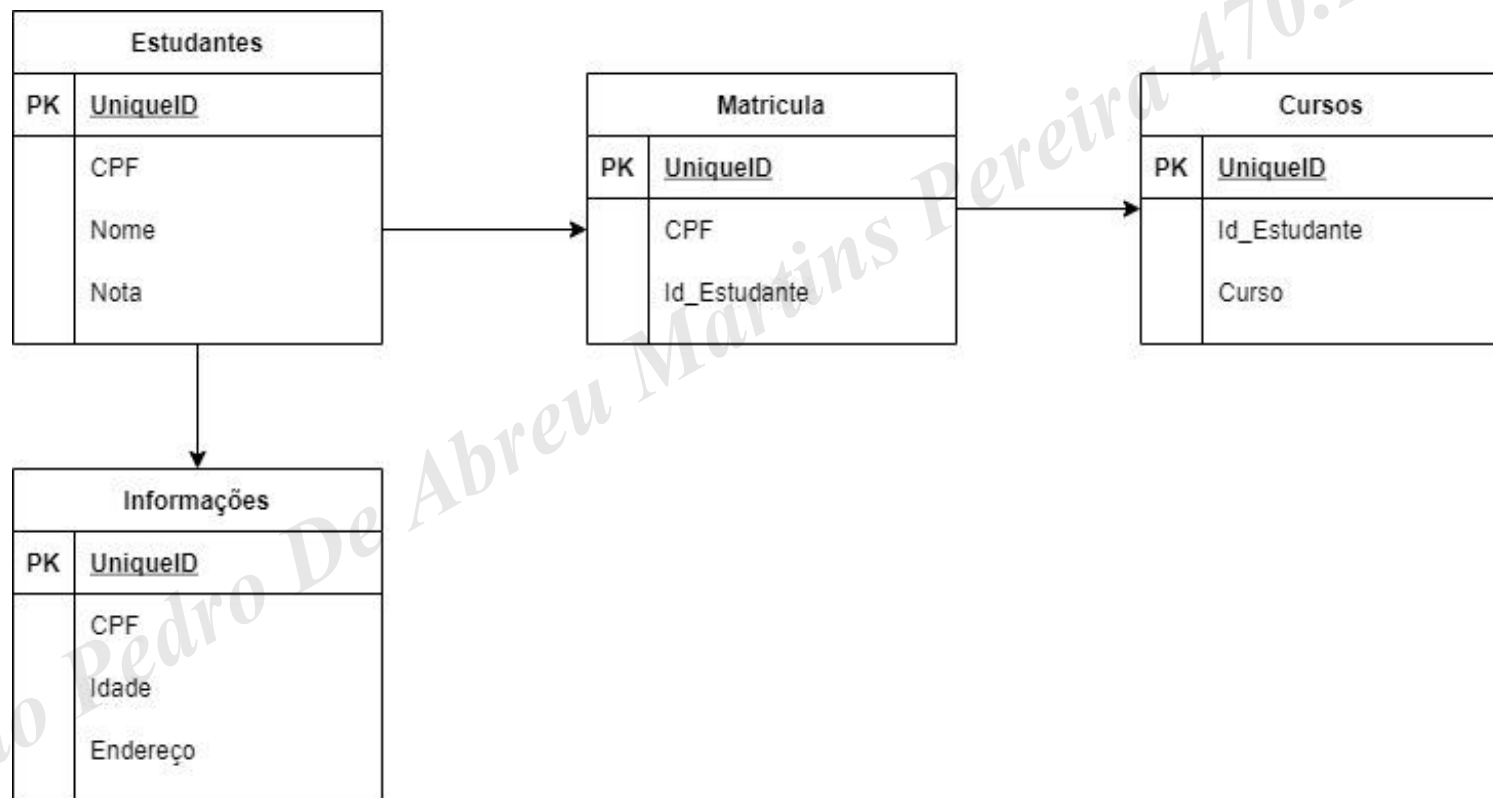 Estudantes
PK UniqueID
CPF
Nome
Nota
Matricula
PK UniqueID
CPF
Id_Estudante
Cursos
PK UniqueID
Id_Estudante
Curso
Informações
PK UniqueID
CPF
Idade
Endereço
Pedro De Abreu Martins Pereira 470.